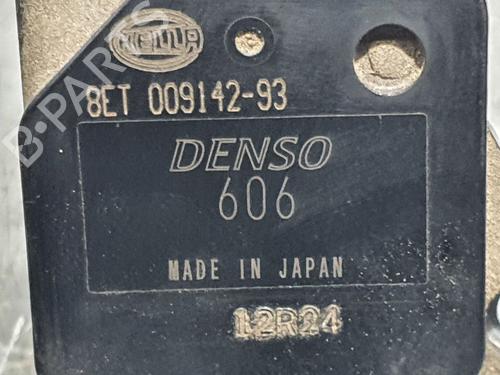 HELLA
8ET 009142-93
DENSO
606
MADE IN JAPAN
12R24
B·PARTS